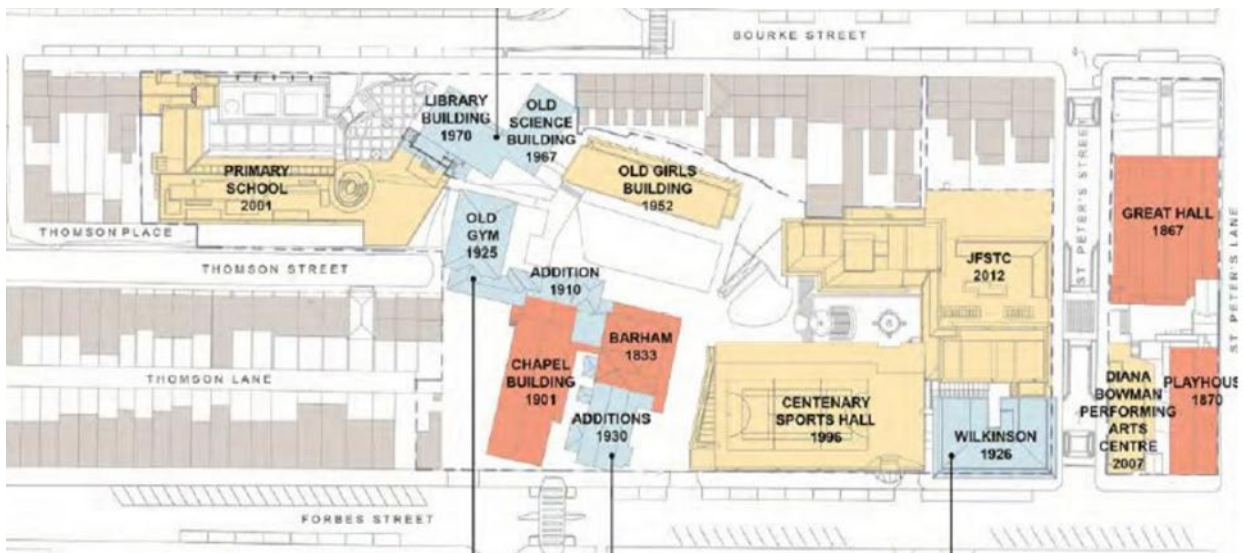 BOURKE STREET
LIBRARY
BUILDING
1970
OLD
SCIENCE
BUILDING
1967
PRIMARY
SCHOOL
2001
OLD GIRLS
BUILDING
1952
ST PETER'S STREET
GREAT HALL
1867
ST PETER'S LANE
THOMSON PLACE
OLD
GYM
1925
THOMSON STREET
ADDITION
1910
JFSTC
2012
BARHAM
1833
CHAPEL
BUILDING
1901
THOMSON LANE
ADDITIONS
1930
CENTENARY
SPORTS HALL
1996
WILKINSON
1926
DIANA
BOWMAN
PERFORMING
ARTS
CENTRE
2007
PLAYHOUS
1870
FORBES STREET